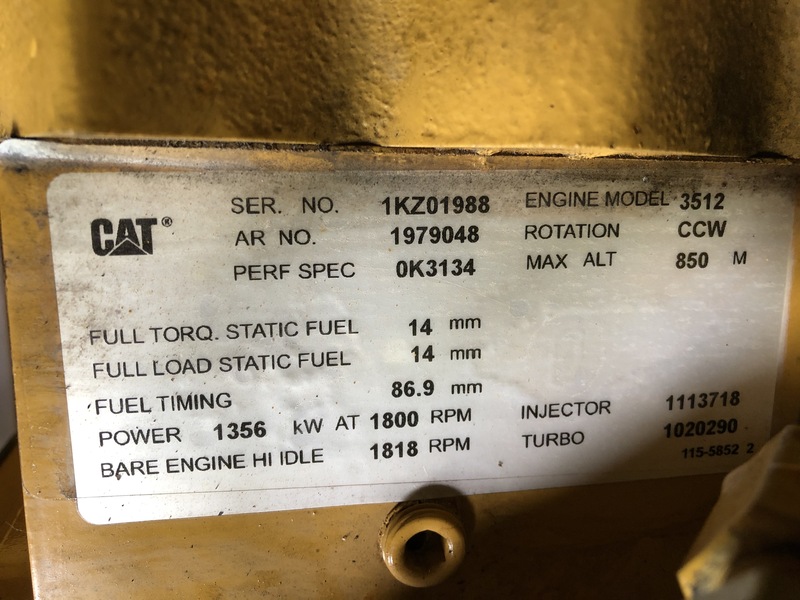 CAT®
SER. NO. 1KZ01988 ENGINE MODEL 3512
AR NO. 1979048 ROTATION CCW
PERF SPEC 0K3134 MAX ALT 850 M
FULL TORQ. STATIC FUEL 14 mm
FULL LOAD STATIC FUEL 14 mm
FUEL TIMING 86.9 mm
POWER 1356 kW AT 1800 RPM INJECTOR 1113718
BARE ENGINE HI IDLE 1818 RPM TURBO 1020290
115-5852 2